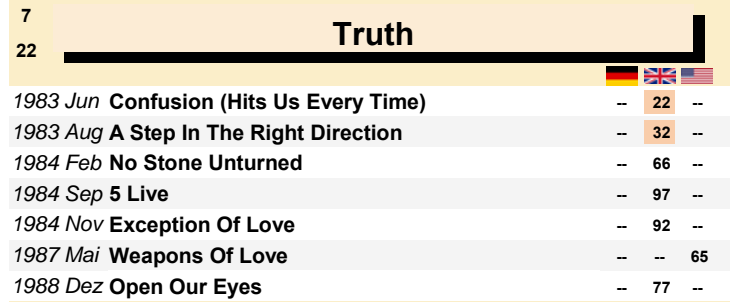 7
Truth
22
1983 Jun Confusion (Hits Us Every Time) -- 22 --
1983 Aug A Step In The Right Direction -- 32 --
1984 Feb No Stone Unturned -- 66 --
1984 Sep 5 Live -- 97 --
1984 Nov Exception Of Love -- 92 --
1987 Mai Weapons Of Love -- -- 65
1988 Dez Open Our Eyes -- 77 --